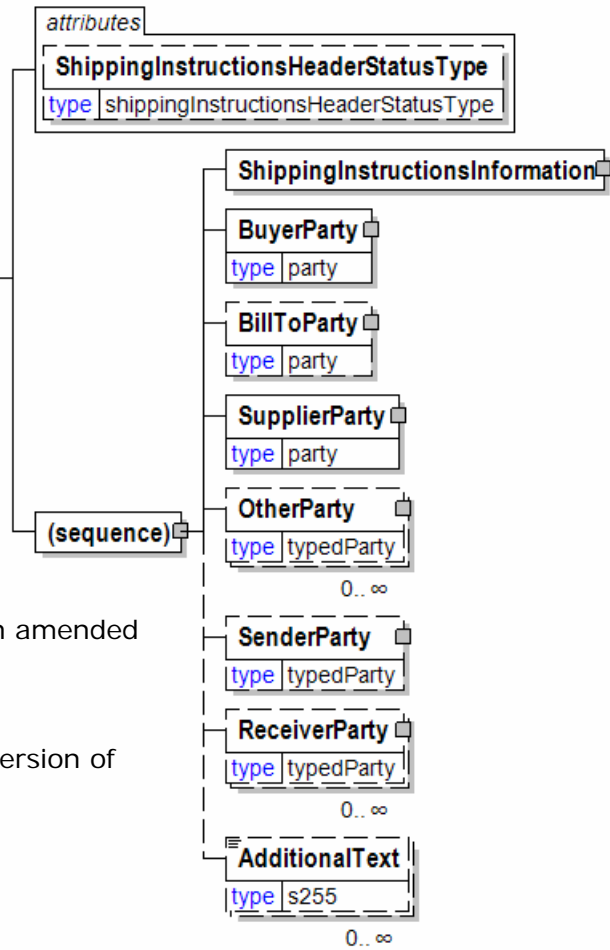 attributes
ShippingInstructionsHeaderStatusType
type shippingInstructionsHeaderStatusType
ShippingInstructionsInformation
BuyerParty
type party
BillToParty
type party
SupplierParty
type party
(sequence)
OtherParty
type typedParty
0.. ∞
n amended
SenderParty
type typedParty
ersion of
ReceiverParty
type typedParty
0.. ∞
AdditionalText
type s255
0.. ∞